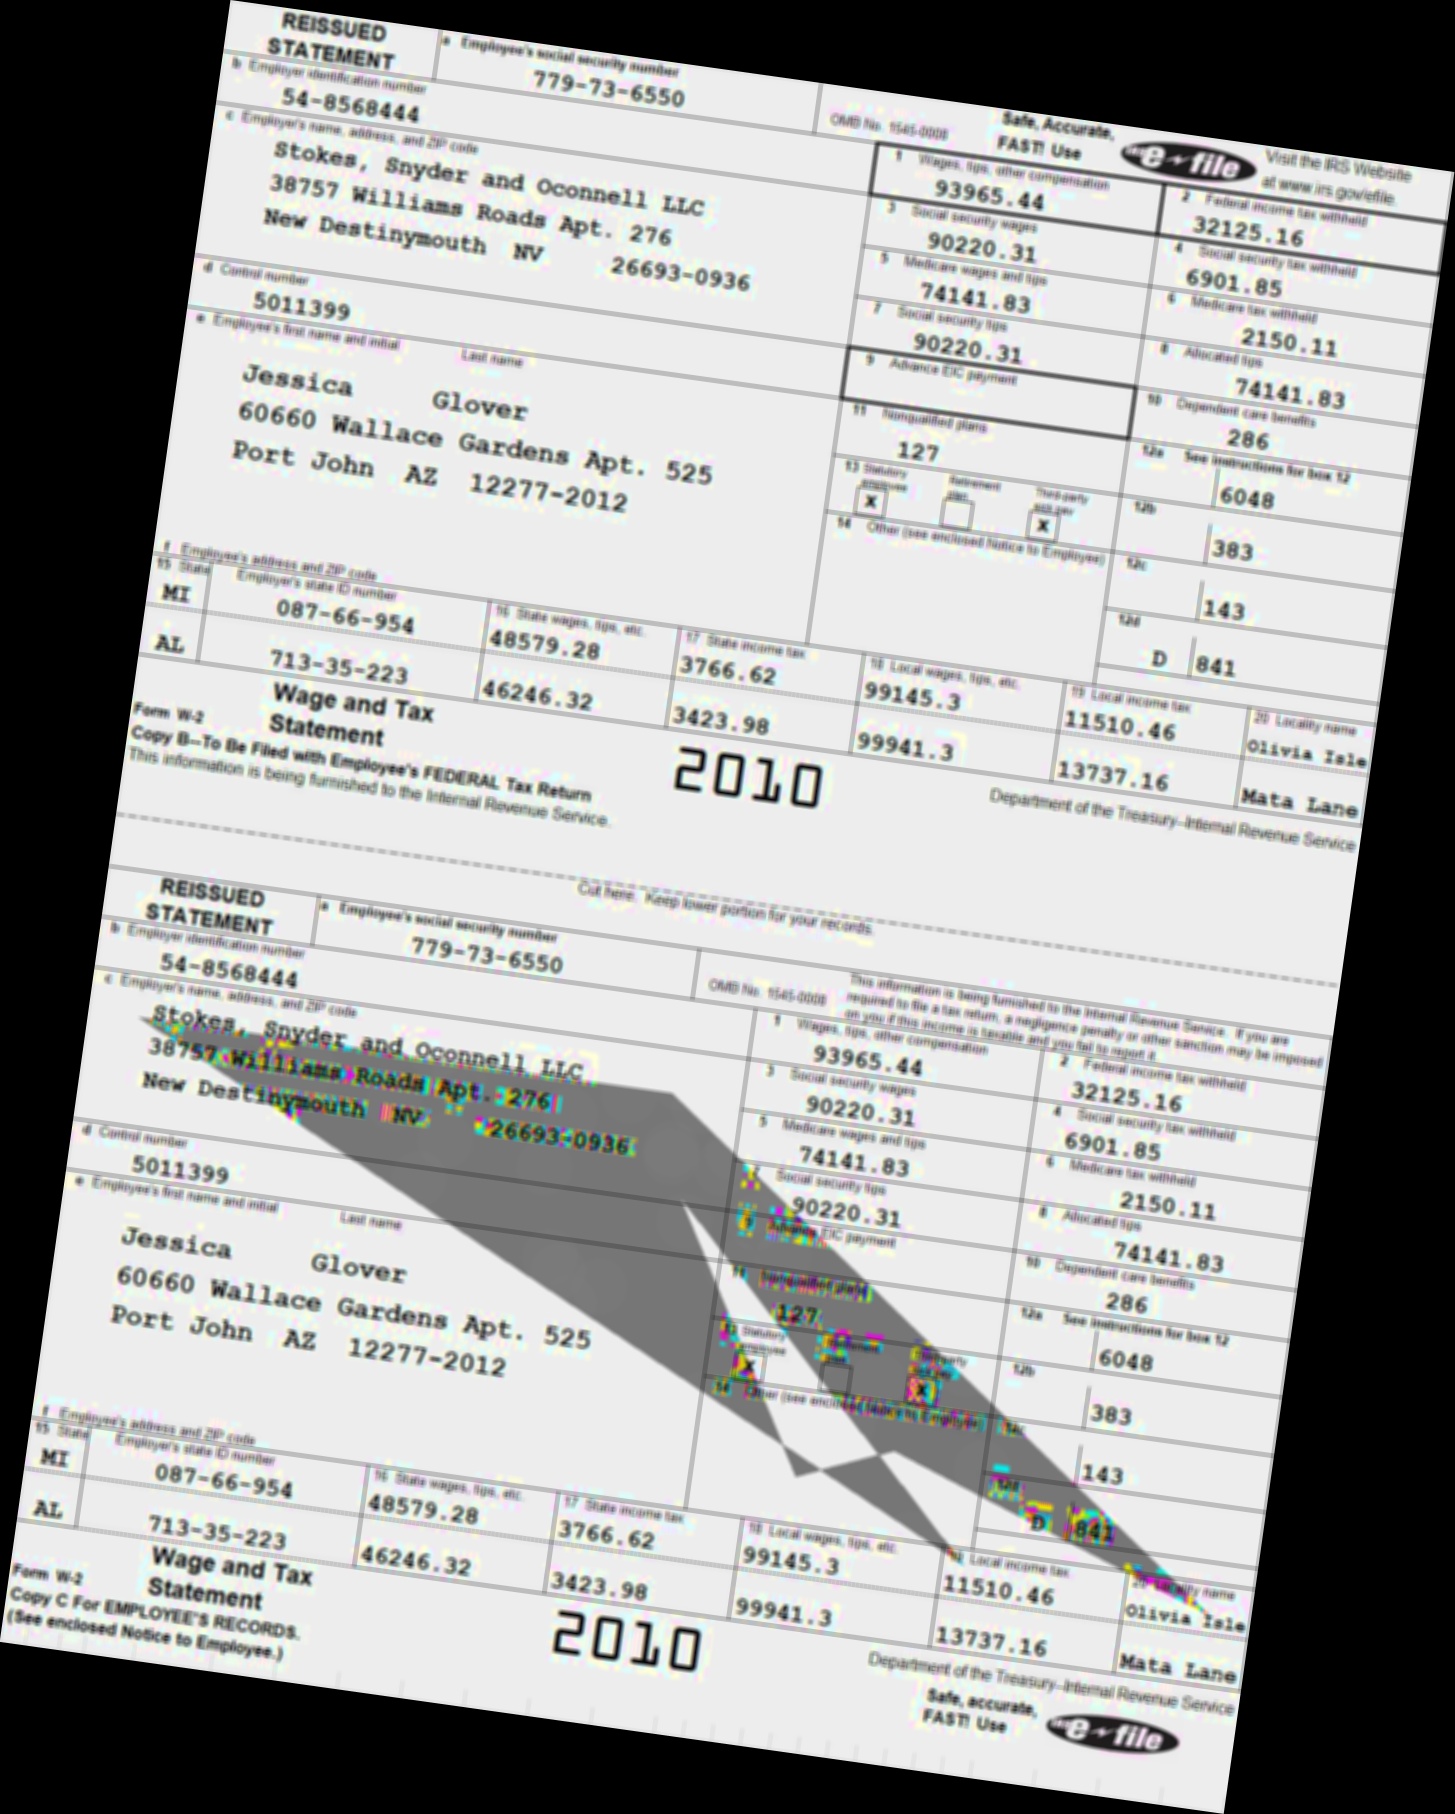 REISSUED
STATEMENT
a Employee's social security number
779-73-6550
OMB No. 1545-0008
Safe, Accurate,
FAST! Use
IRS e-file
Visit the IRS Website
at www.irs.gov/efile.
b Employer identification number
54-8568444
c Employer's name, address, and ZIP code
Stokes, Snyder and Oconnell LLC
38757 Williams Roads Apt. 276
New Destinymouth NV 26693-0936
1 Wages, tips, other compensation
93965.44
2 Federal income tax withheld
32125.16
3 Social security wages
90220.31
4 Social security tax withheld
6901.85
5 Medicare wages and tips
74141.83
6 Medicare tax withheld
2150.11
d Control number
5011399
7 Social security tips
90220.31
8 Allocated tips
74141.83
e Employee's first name and initial Last name
Jessica Glover
60660 Wallace Gardens Apt. 525
Port John AZ 12277-2012
9 Advance EIC payment
10 Dependent care benefits
286
11 Nonqualified plans
127
12a See instructions for box 12
6048
13 Statutory employee
X
Retirement plan
Third-party sick pay
X
12b
383
14 Other (see enclosed Notice to Employee)
12c
143
12d
D 841
f Employee's address and ZIP code
15 State Employer's state ID number
16 State wages, tips, etc.
17 State income tax
18 Local wages, tips, etc.
19 Local income tax
20 Locality name
MI 087-66-954 48579.28 3766.62 99145.3 11510.46 Olivia Isle
AL 713-35-223 46246.32 3423.98 99941.3 13737.16 Mata Lane
Form W-2
Wage and Tax
Statement
2010
Department of the Treasury--Internal Revenue Service
Copy B--To Be Filed with Employee's FEDERAL Tax Return
This information is being furnished to the Internal Revenue Service.
Cut here. Keep lower portion for your records.
REISSUED
STATEMENT
a Employee's social security number
779-73-6550
OMB No. 1545-0008
This information is being furnished to the Internal Revenue Service. If you are
required to file a tax return, a negligence penalty or other sanction may be imposed
on you if this income is taxable and you fail to report it.
b Employer identification number
54-8568444
c Employer's name, address, and ZIP code
Stokes, Snyder and Oconnell LLC
38757 Williams Roads Apt. 276
New Destinymouth NV 26693-0936
1 Wages, tips, other compensation
93965.44
2 Federal income tax withheld
32125.16
3 Social security wages
90220.31
4 Social security tax withheld
6901.85
5 Medicare wages and tips
74141.83
6 Medicare tax withheld
2150.11
d Control number
5011399
7 Social security tips
90220.31
8 Allocated tips
74141.83
e Employee's first name and initial Last name
Jessica Glover
60660 Wallace Gardens Apt. 525
Port John AZ 12277-2012
9 Advance EIC payment
10 Dependent care benefits
286
11 Nonqualified plans
127
12a See instructions for box 12
6048
13 Statutory employee
X
Retirement plan
Third-party sick pay
X
12b
383
14 Other (see enclosed Notice to Employee)
12c
143
12d
D 841
f Employee's address and ZIP code
15 State Employer's state ID number
16 State wages, tips, etc.
17 State income tax
18 Local wages, tips, etc.
19 Local income tax
20 Locality name
MI 087-66-954 48579.28 3766.62 99145.3 11510.46 Olivia Isle
AL 713-35-223 46246.32 3423.98 99941.3 13737.16 Mata Lane
Form W-2
Wage and Tax
Statement
2010
Department of the Treasury--Internal Revenue Service
Copy C For EMPLOYEE'S RECORDS.
(See enclosed Notice to Employee.)
Safe, accurate,
FAST! Use
IRS e-file